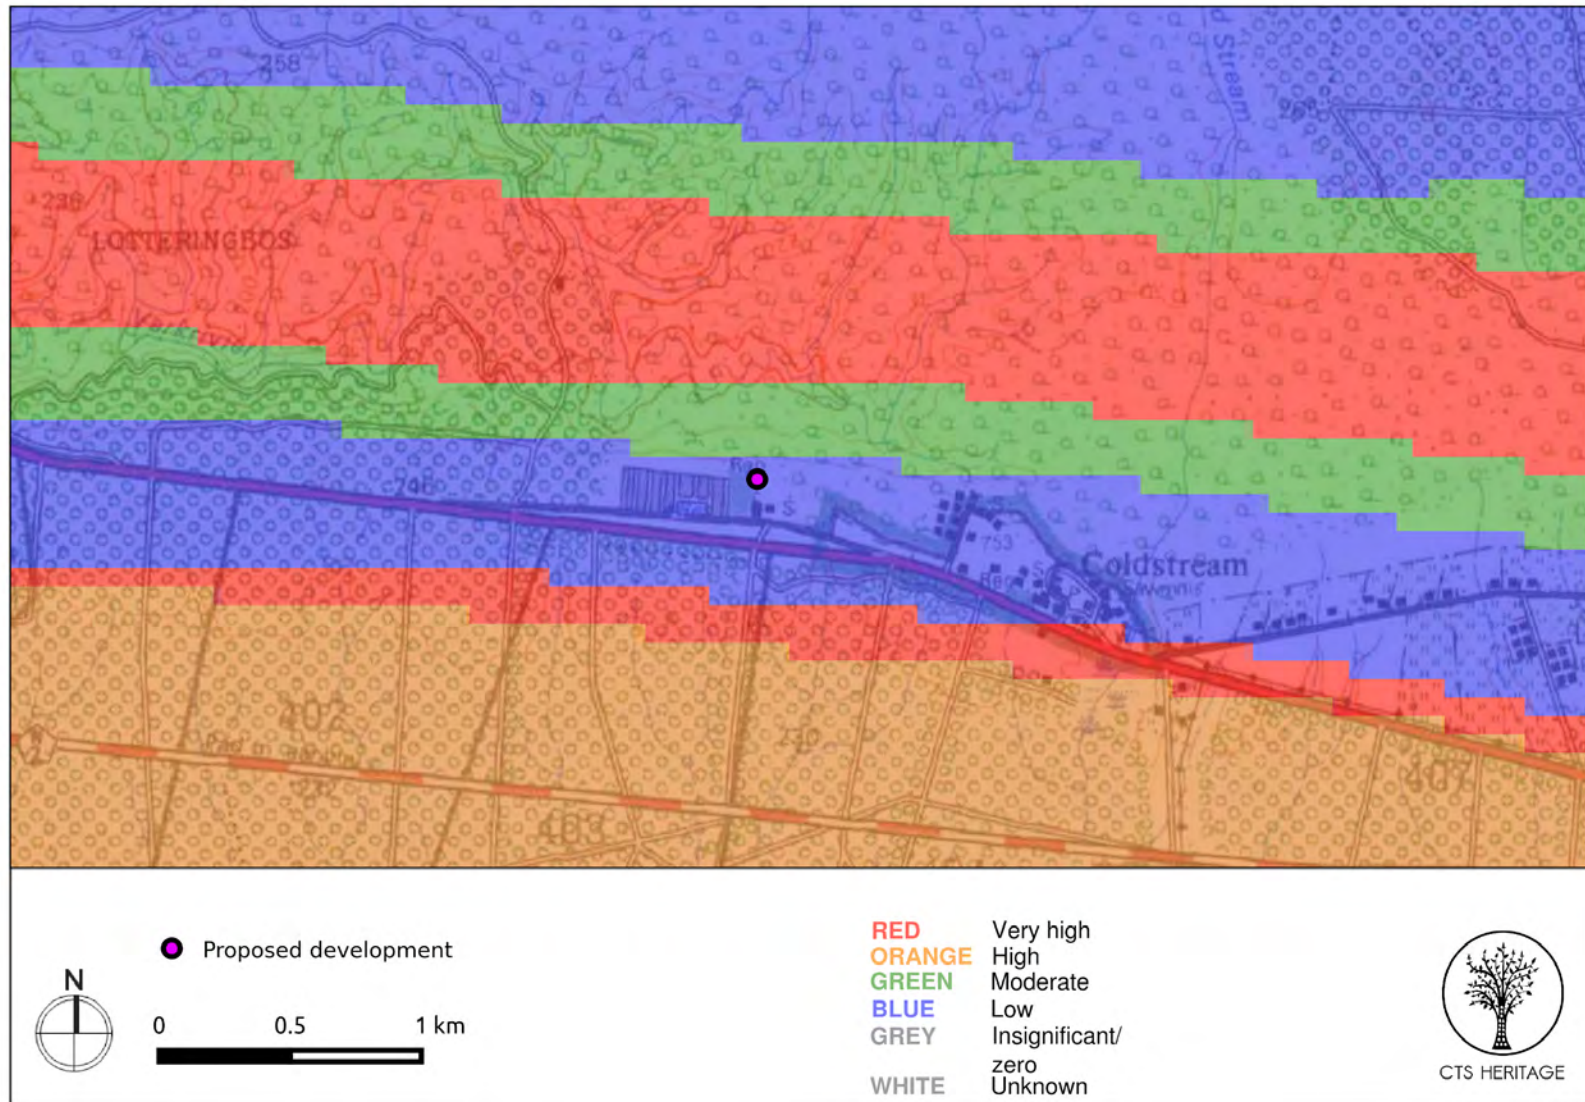 258
Stream
236
LOTTERINGBOS
746
S
753
Coldstream
S
402
403
407
Proposed development
N
0 0.5 1 km
RED Very high
ORANGE High
GREEN Moderate
BLUE Low
GREY Insignificant/
zero
WHITE Unknown
CTS HERITAGE